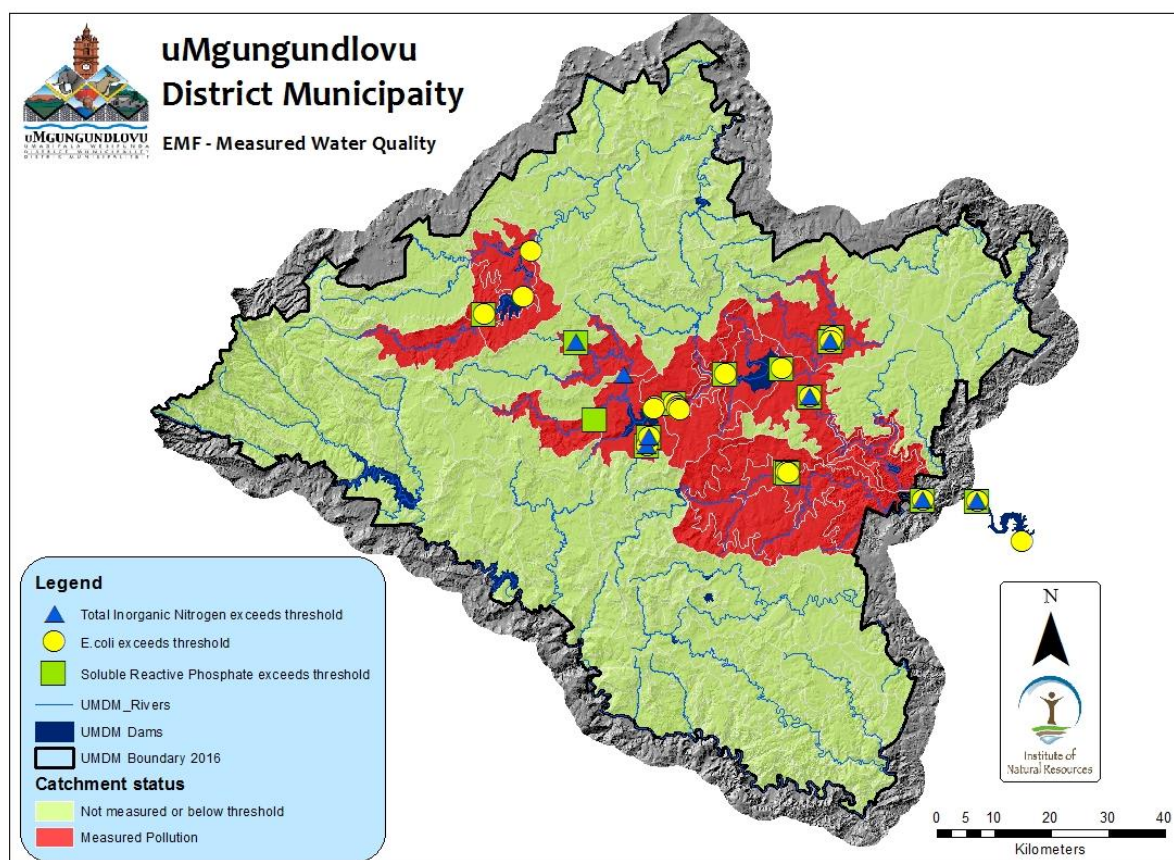 uMgungundlovu
District Municipaity
EMF - Measured Water Quality
uMGUNGUNDLOVU
Legend
Total Inorganic Nitrogen exceeds threshold
E.coli exceeds threshold
Soluble Reactive Phosphate exceeds threshold
UMDM_Rivers
UMDM Dams
UMDM Boundary 2016
Catchment status
Not measured or below threshold
Measured Pollution
N
Institute of
Natural Resources
0 5 10 20 30 40
Kilometers